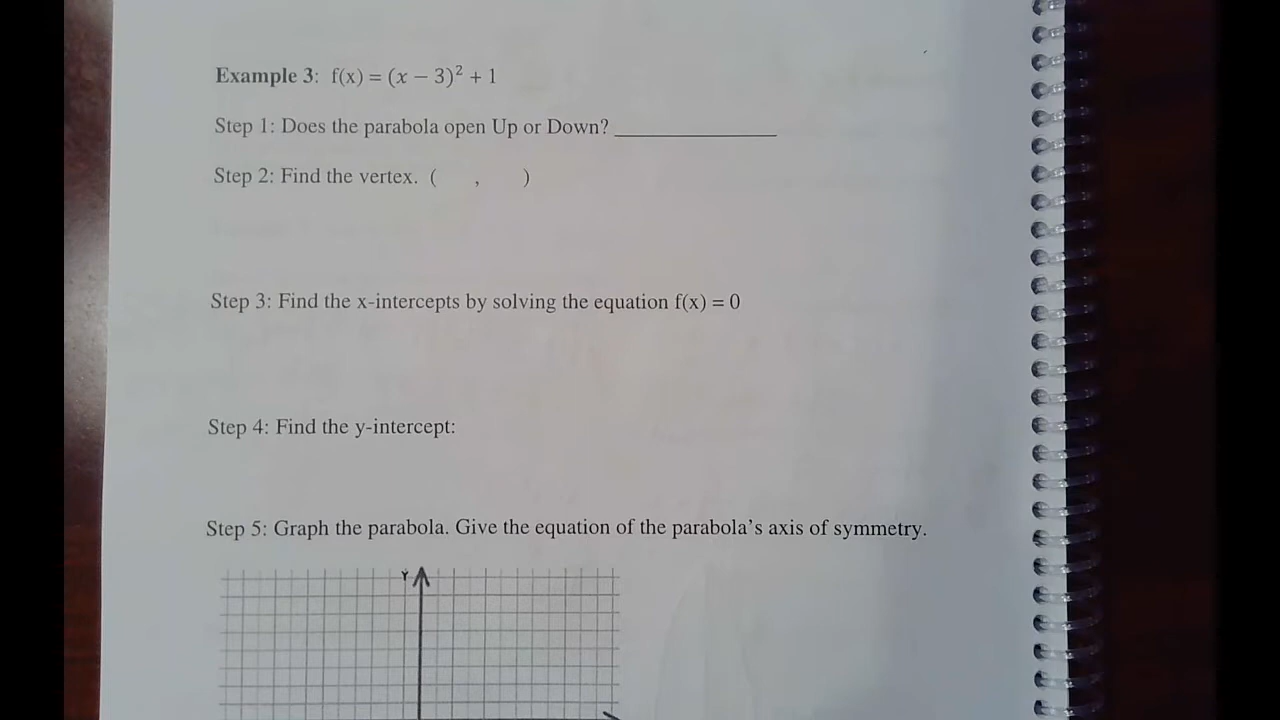 Example 3: f(x) = (x − 3)² + 1
Step 1: Does the parabola open Up or Down? _______________
Step 2: Find the vertex. ( , )
Step 3: Find the x-intercepts by solving the equation f(x) = 0
Step 4: Find the y-intercept:
Step 5: Graph the parabola. Give the equation of the parabola’s axis of symmetry.
Y